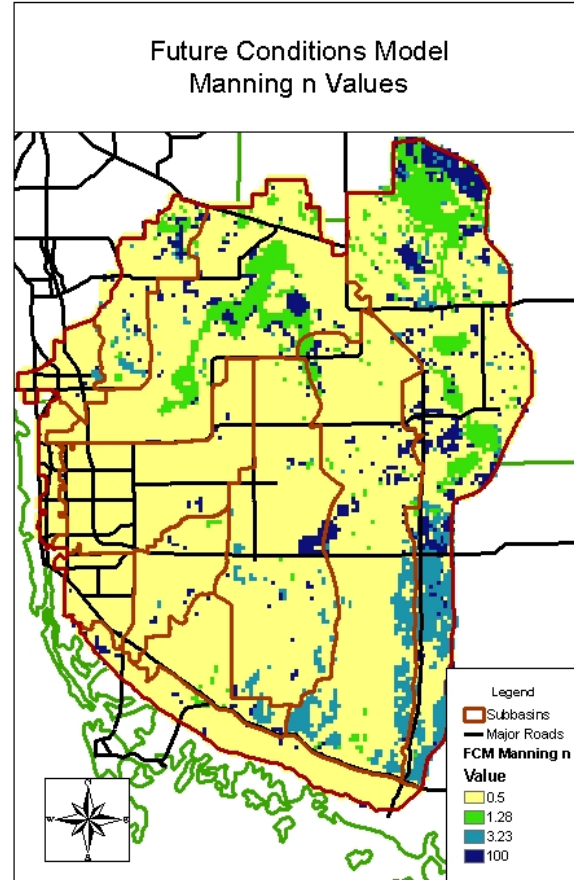 Future Conditions Model
Manning n Values
Legend
Subbasins
Major Roads
FCM Manning n
Value
0.5
1.28
3.23
100
W
E